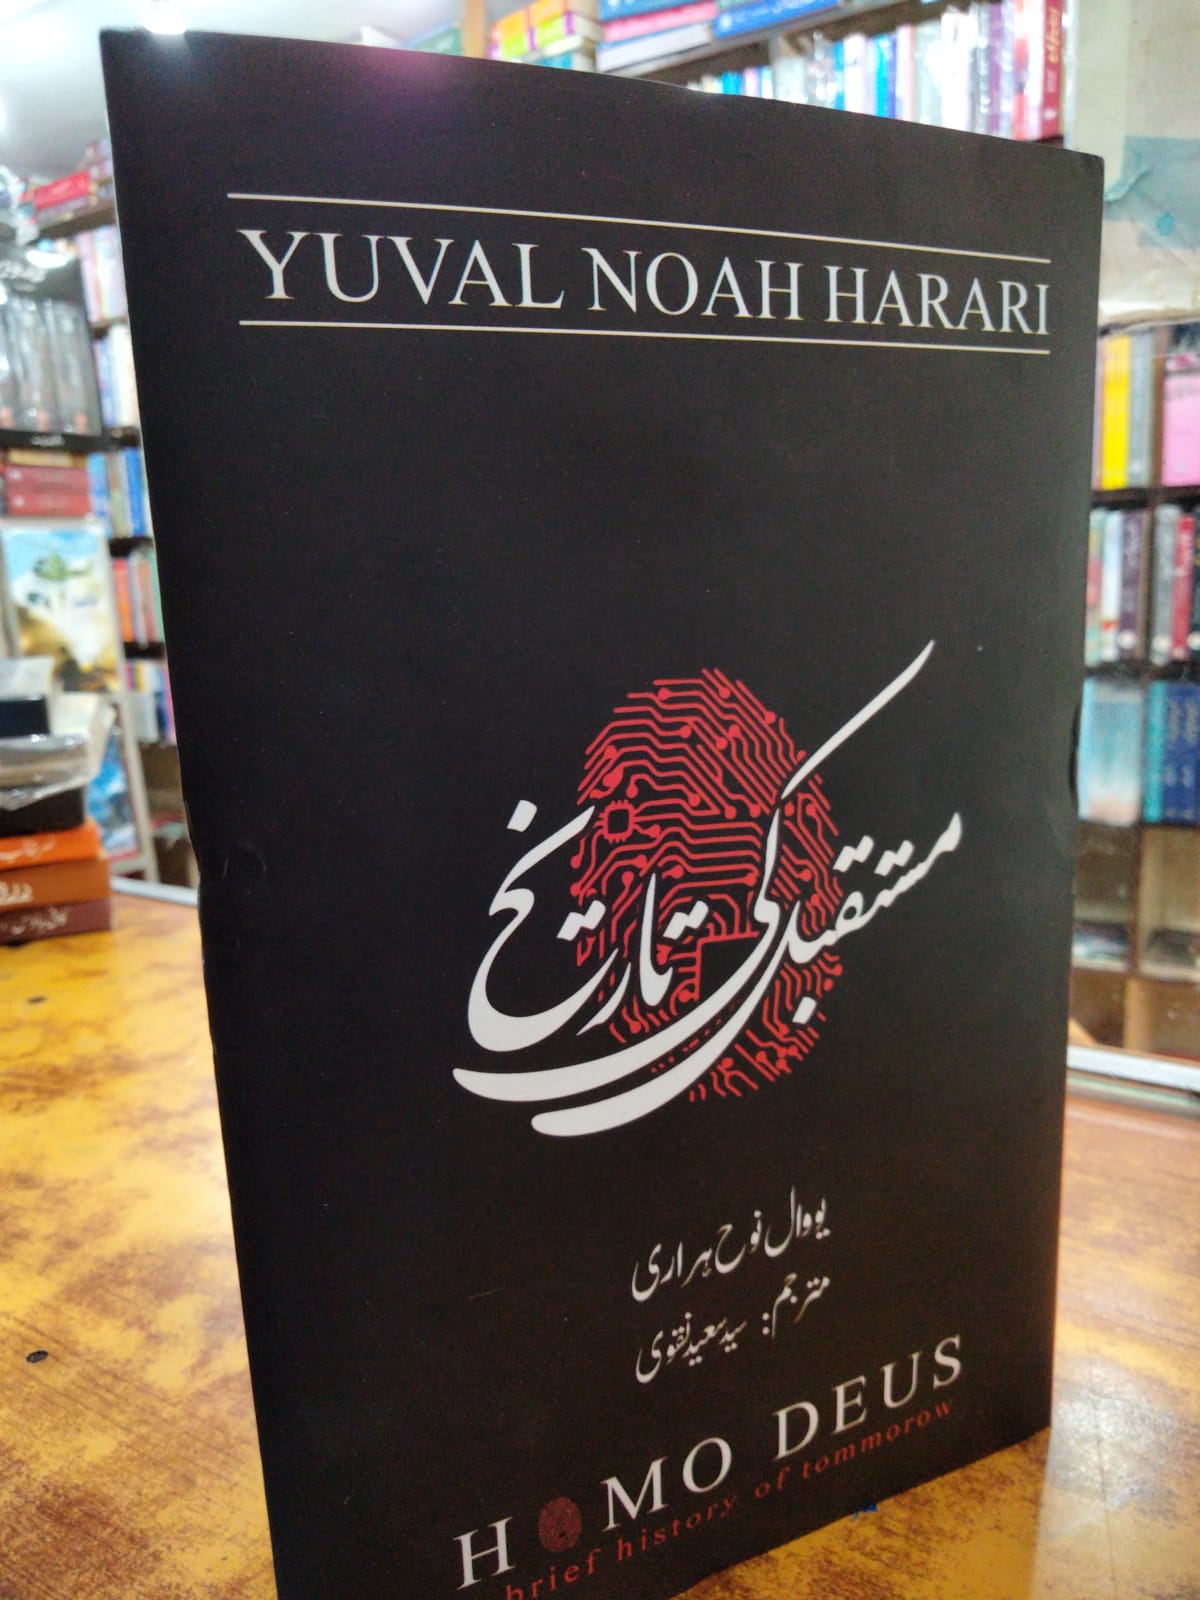 YUVAL NOAH HARARI
مستقبل کی تاریخ
یووال نوح ہراری
مترجم: سید سعید نقوی
HOMO DEUS
brief history of tommorow